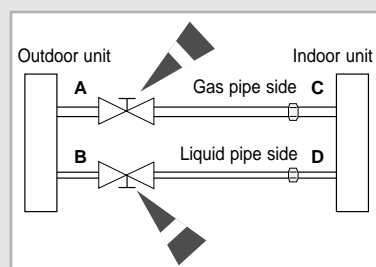 Outdoor unit
Indoor unit
A
Gas pipe side
C
B
Liquid pipe side
D